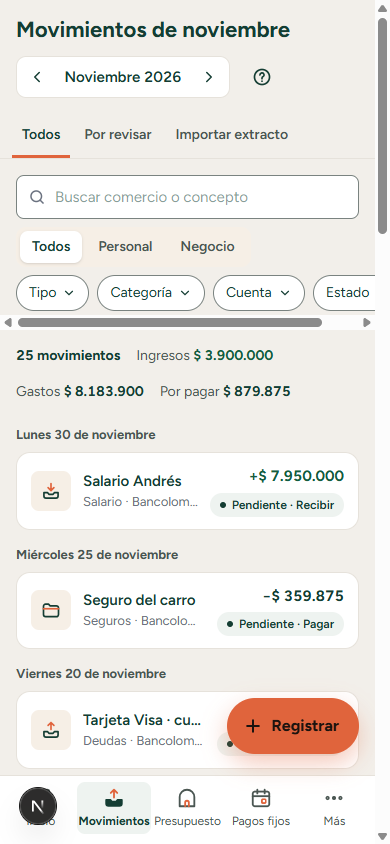 Movimientos de noviembre
Noviembre 2026
Todos Por revisar Importar extracto
Buscar comercio o concepto
Todos Personal Negocio
Tipo Categoría Cuenta Estado
25 movimientos Ingresos $ 3.900.000
Gastos $ 8.183.900 Por pagar $ 879.875
Lunes 30 de noviembre
Salario Andrés +$ 7.950.000
Salario · Bancolom... Pendiente · Recibir
Miércoles 25 de noviembre
Seguro del carro −$ 359.875
Seguros · Bancolo... Pendiente · Pagar
Viernes 20 de noviembre
Tarjeta Visa · cu...
Deudas · Bancolom...
+ Registrar
N
Movimientos Presupuesto Pagos fijos Más